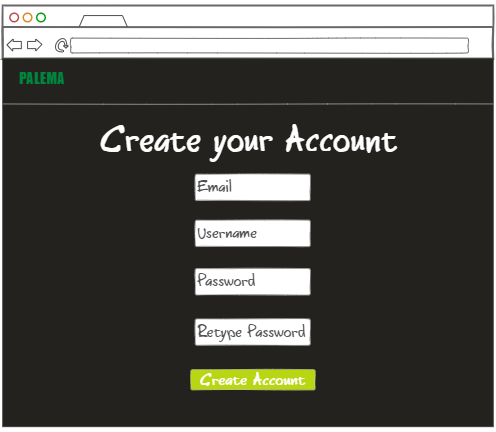 PALEMA
Create your Account
Email
Username
Password
Retype Password
Create Account